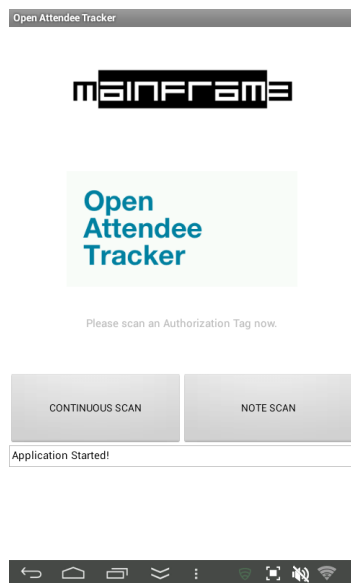 Open Attendee Tracker
mainframe
Open
Attendee
Tracker
Please scan an Authorization Tag now.
CONTINUOUS SCAN
NOTE SCAN
Application Started!